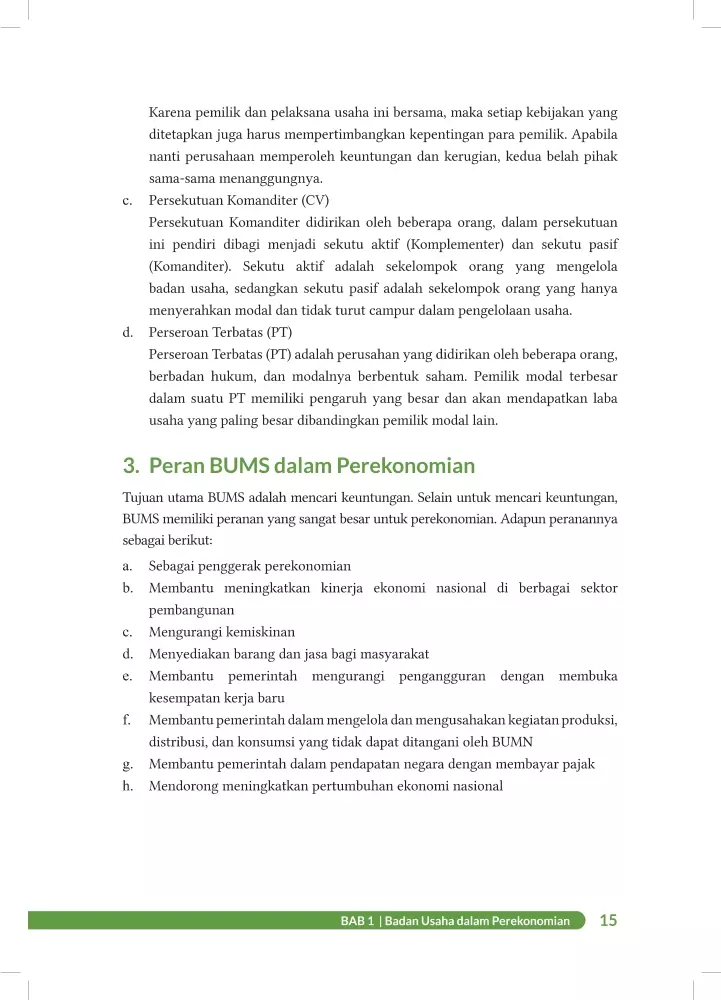 Karena pemilik dan pelaksana usaha ini bersama, maka setiap kebijakan yang
ditetapkan juga harus mempertimbangkan kepentingan para pemilik. Apabila
nanti perusahaan memperoleh keuntungan dan kerugian, kedua belah pihak
sama-sama menanggungnya.
c. Persekutuan Komanditer (CV)
Persekutuan Komanditer didirikan oleh beberapa orang, dalam persekutuan
ini pendiri dibagi menjadi sekutu aktif (Komplementer) dan sekutu pasif
(Komanditer). Sekutu aktif adalah sekelompok orang yang mengelola
badan usaha, sedangkan sekutu pasif adalah sekelompok orang yang hanya
menyerahkan modal dan tidak turut campur dalam pengelolaan usaha.
d. Perseroan Terbatas (PT)
Perseroan Terbatas (PT) adalah perusahan yang didirikan oleh beberapa orang,
berbadan hukum, dan modalnya berbentuk saham. Pemilik modal terbesar
dalam suatu PT memiliki pengaruh yang besar dan akan mendapatkan laba
usaha yang paling besar dibandingkan pemilik modal lain.
3. Peran BUMS dalam Perekonomian
Tujuan utama BUMS adalah mencari keuntungan. Selain untuk mencari keuntungan,
BUMS memiliki peranan yang sangat besar untuk perekonomian. Adapun peranannya
sebagai berikut:
a. Sebagai penggerak perekonomian
b. Membantu meningkatkan kinerja ekonomi nasional di berbagai sektor
pembangunan
c. Mengurangi kemiskinan
d. Menyediakan barang dan jasa bagi masyarakat
e. Membantu pemerintah mengurangi pengangguran dengan membuka
kesempatan kerja baru
f. Membantu pemerintah dalam mengelola dan mengusahakan kegiatan produksi,
distribusi, dan konsumsi yang tidak dapat ditangani oleh BUMN
g. Membantu pemerintah dalam pendapatan negara dengan membayar pajak
h. Mendorong meningkatkan pertumbuhan ekonomi nasional
BAB 1 | Badan Usaha dalam Perekonomian 15